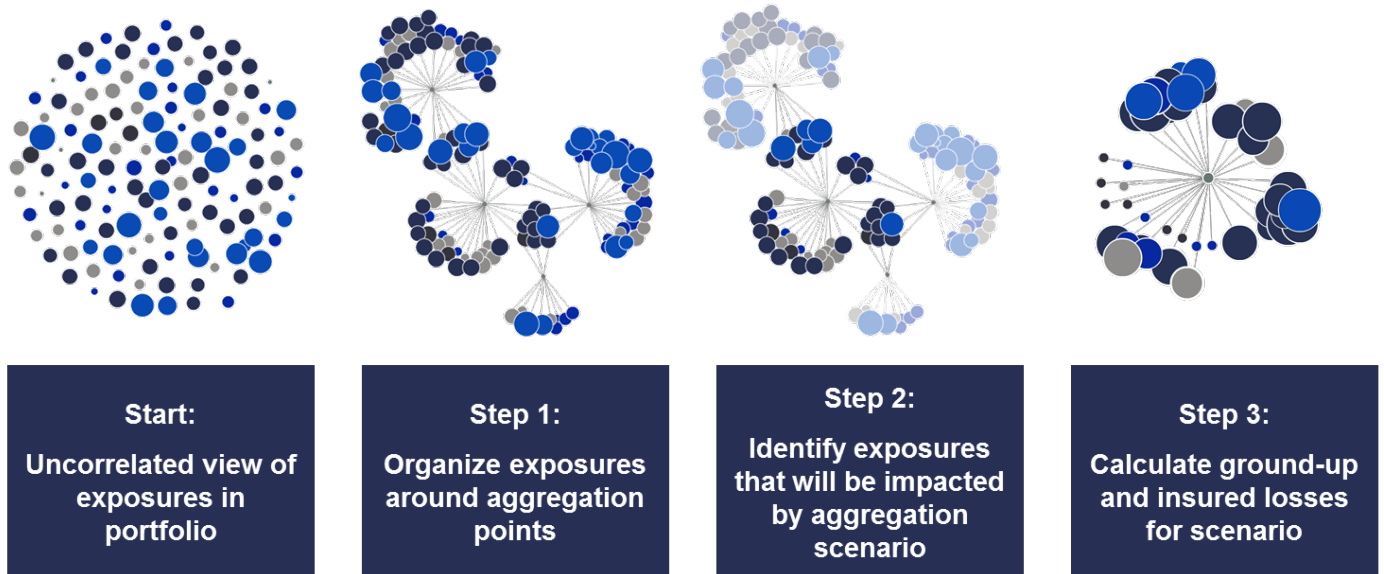 Start:
Uncorrelated view of
exposures in
portfolio
Step 1:
Organize exposures
around aggregation
points
Step 2:
Identify exposures
that will be impacted
by aggregation
scenario
Step 3:
Calculate ground-up
and insured losses
for scenario